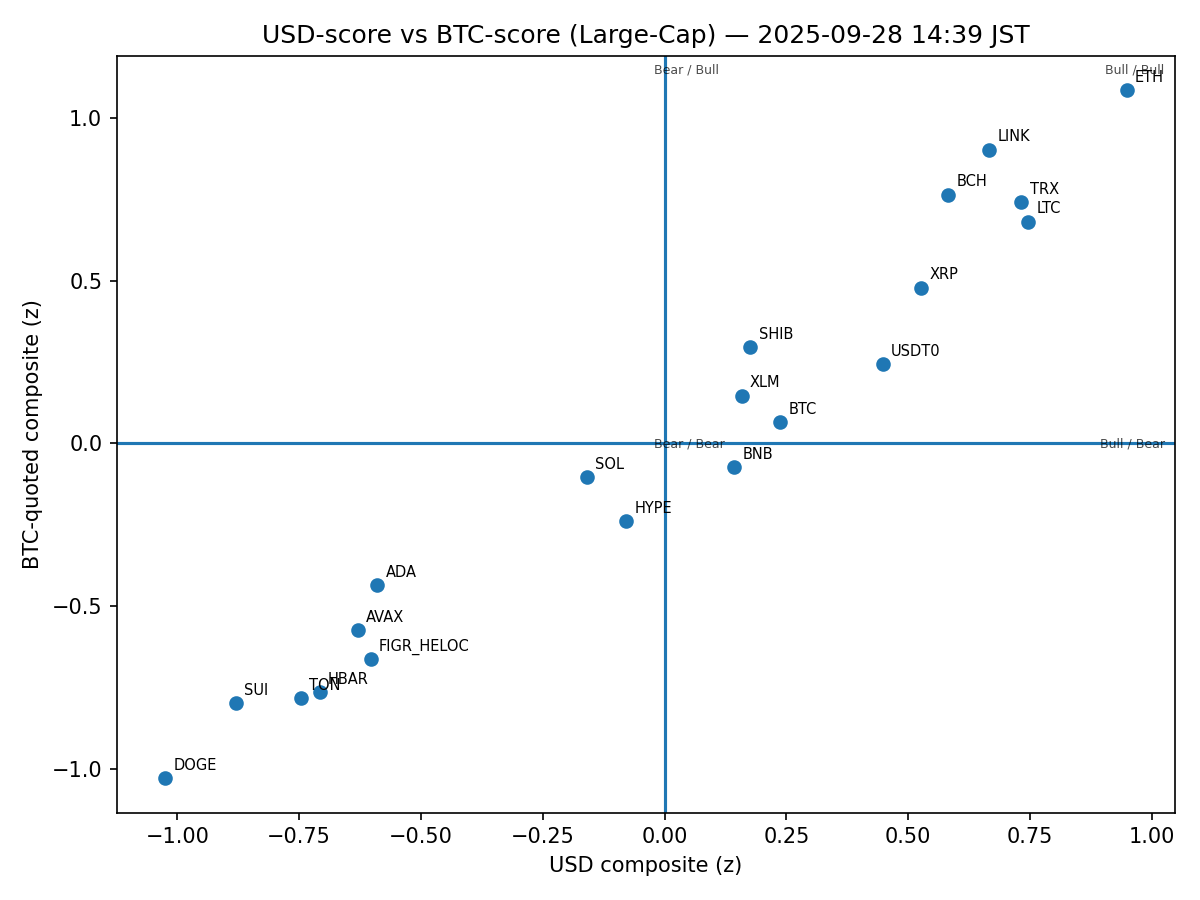 USD-score vs BTC-score (Large-Cap) — 2025-09-28 14:39 JST
Bear / Bull
Bull / Bull
ETH
LINK
BCH
TRX
LTC
XRP
SHIB
USDT0
XLM
BTC
Bear / Bear
Bull / Bear
BNB
SOL
HYPE
ADA
AVAX
FIGR_HELOC
HBAR
TON
SUI
DOGE
1.0
0.5
0.0
−0.5
−1.0
BTC-quoted composite (z)
−1.00
−0.75
−0.50
−0.25
0.00
0.25
0.50
0.75
1.00
USD composite (z)